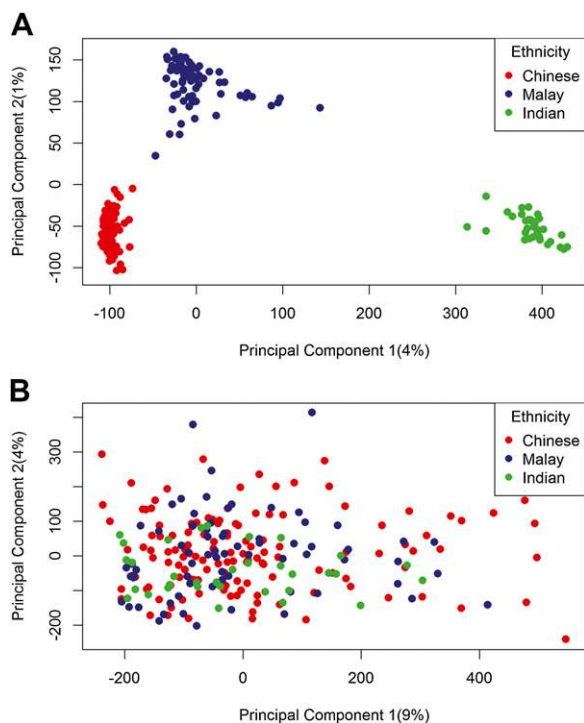 A
Principal Component 2(1%)
150
100
50
0
-50
-100
Ethnicity
Chinese
Malay
Indian
-100
0
100
200
300
400
Principal Component 1(4%)
B
Principal Component 2(4%)
400
200
0
-200
Ethnicity
Chinese
Malay
Indian
-200
0
200
400
Principal Component 1(9%)